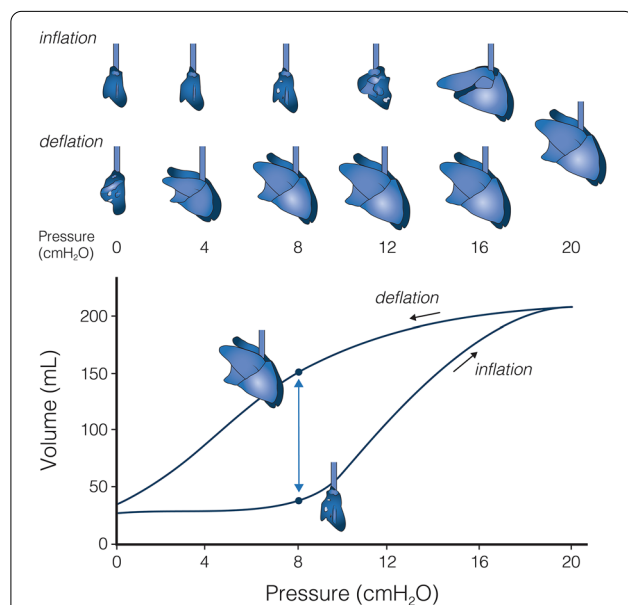 inflation
deflation
Pressure
(cmH₂O)
0 4 8 12 16 20
deflation
inflation
Volume (mL)
200
150
100
50
0
0 4 8 12 16 20
Pressure (cmH₂O)